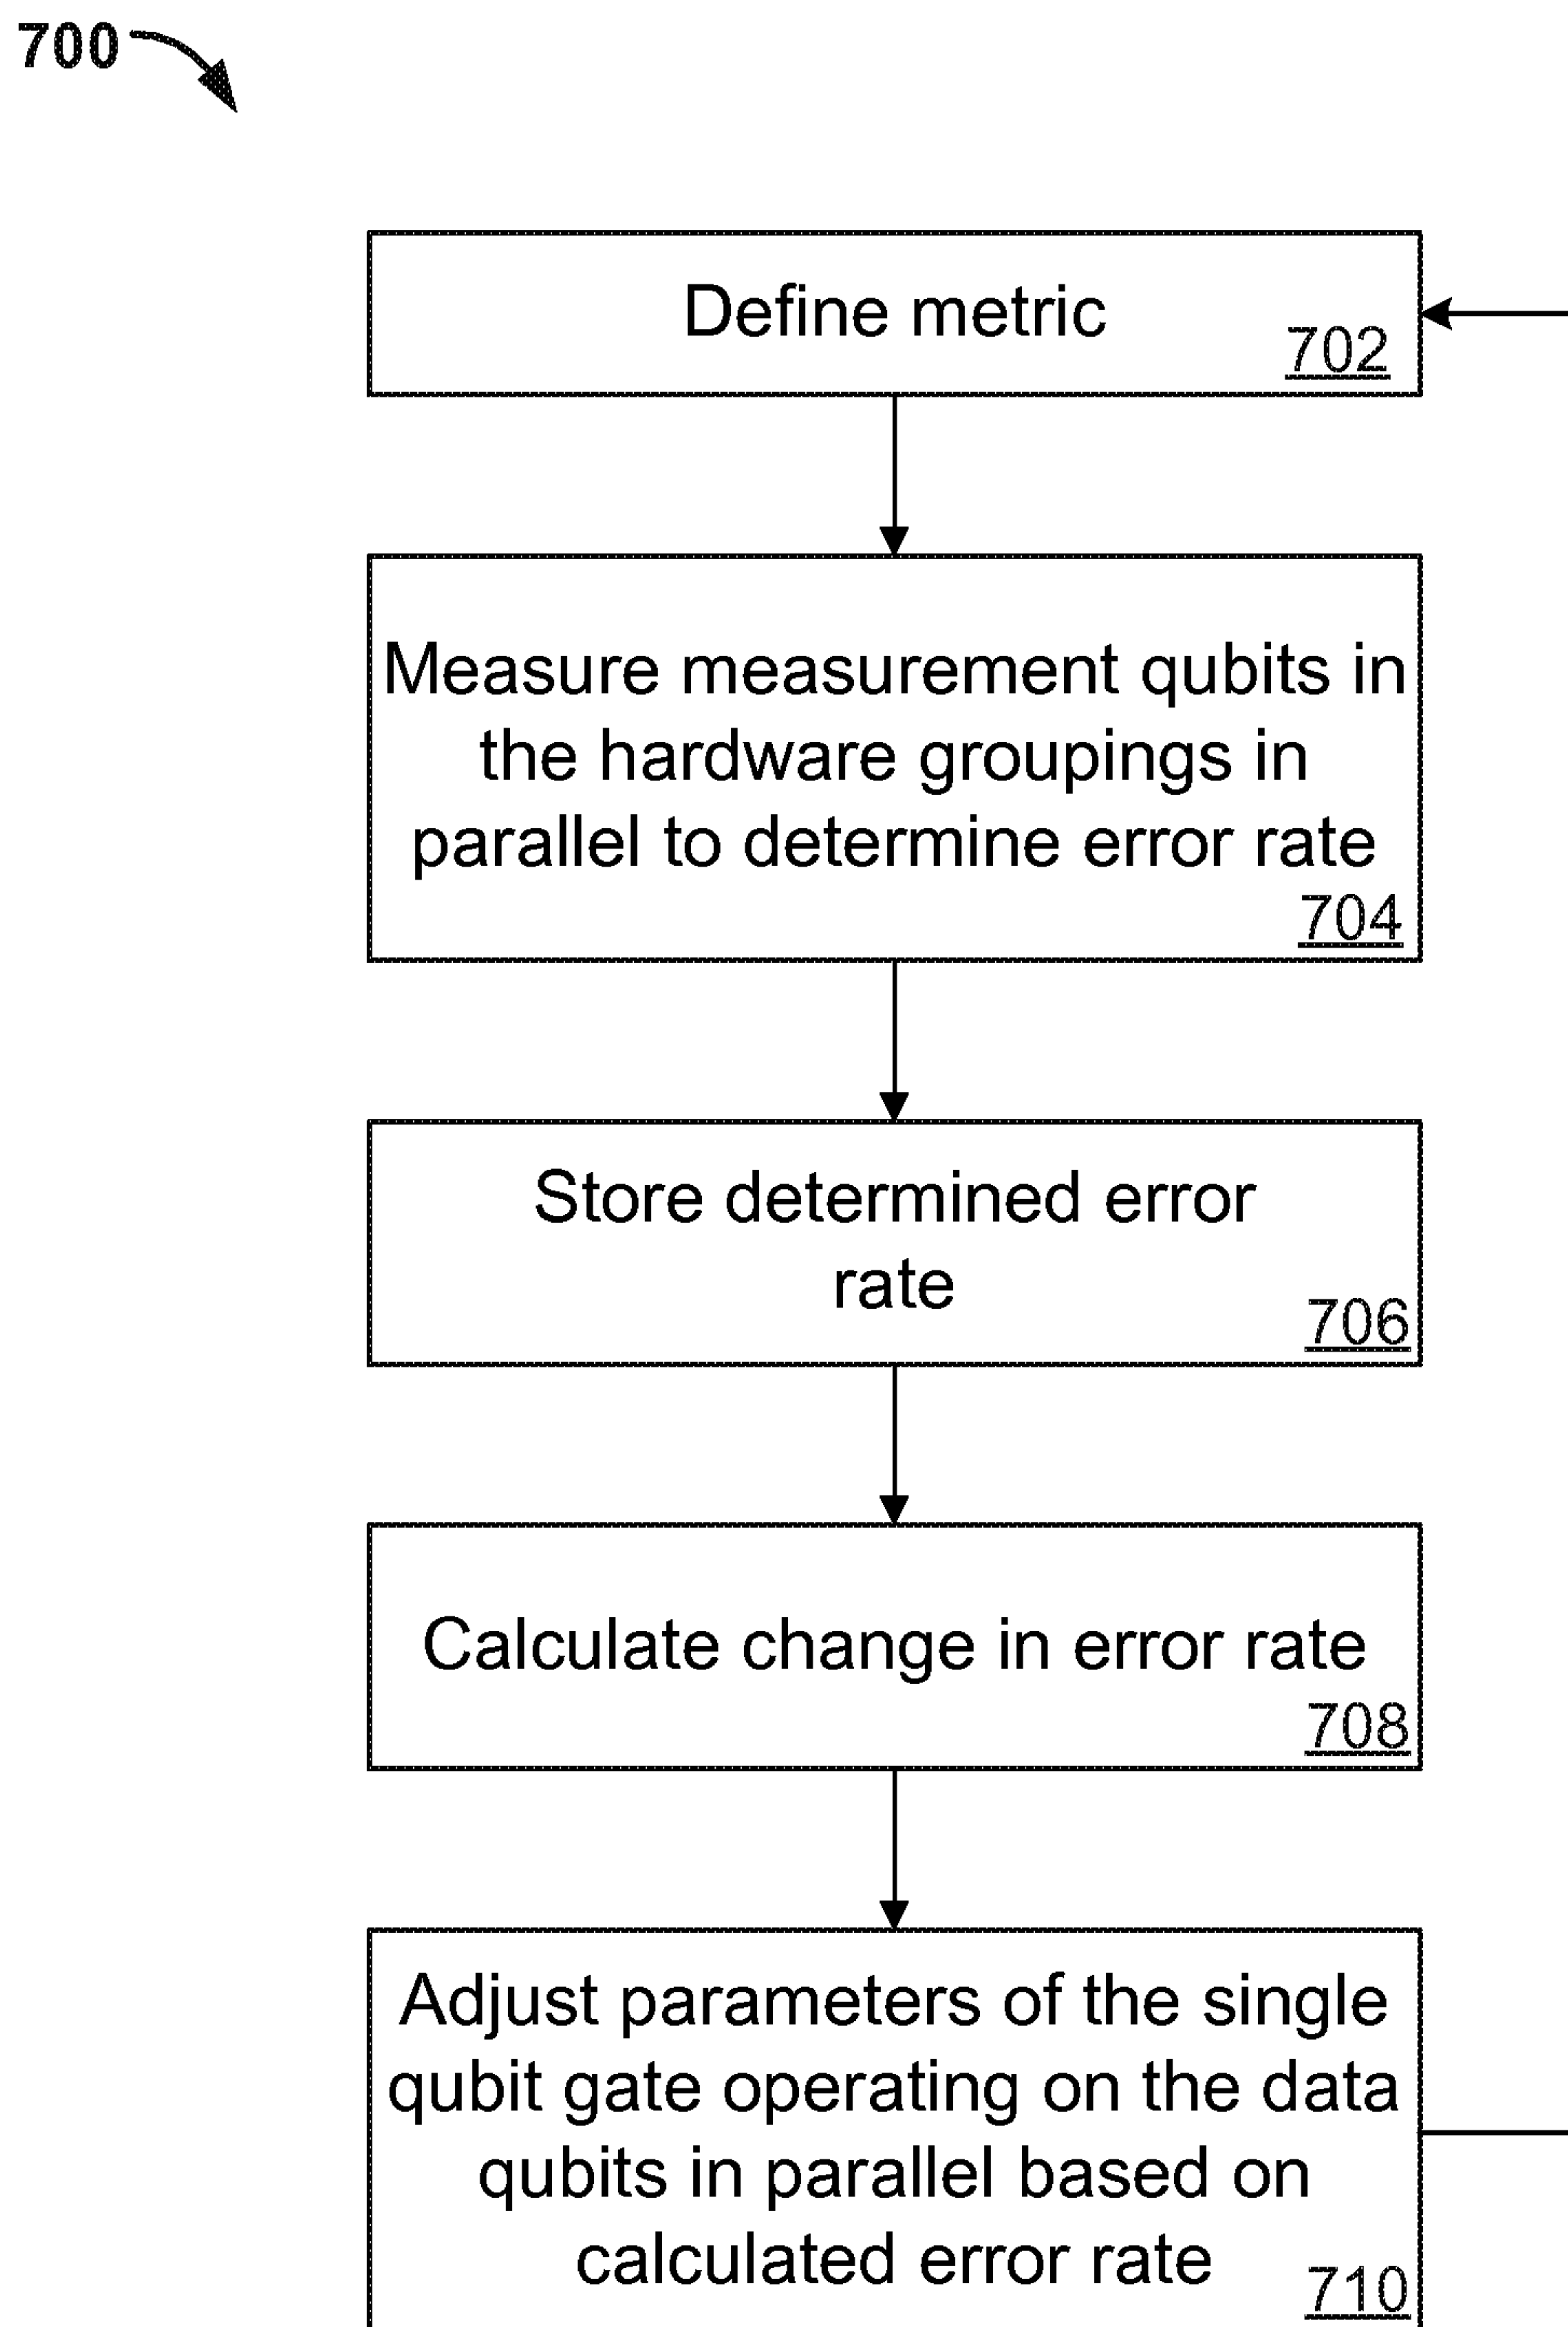 700
Define metric
702
Measure measurement qubits in
the hardware groupings in
parallel to determine error rate
704
Store determined error
rate
706
Calculate change in error rate
708
Adjust parameters of the single
qubit gate operating on the data
qubits in parallel based on
calculated error rate
710